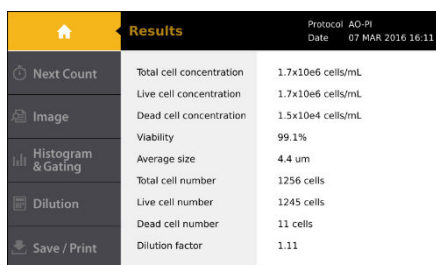 Results
Protocol AO-PI
Date 07 MAR 2016 16:11
Next Count
Image
Histogram
& Gating
Dilution
Save / Print
Total cell concentration 1.7x10e6 cells/mL
Live cell concentration 1.7x10e6 cells/mL
Dead cell concentration 1.5x10e4 cells/mL
Viability 99.1%
Average size 4.4 um
Total cell number 1256 cells
Live cell number 1245 cells
Dead cell number 11 cells
Dilution factor 1.11